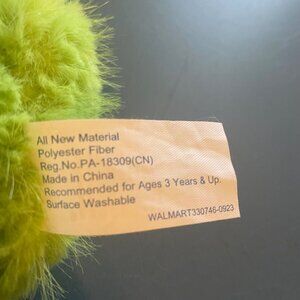 All New Material
Polyester Fiber
Reg.No.PA-18309(CN)
Made in China
Recommended for Ages 3 Years & Up.
Surface Washable
WALMART330746-0923